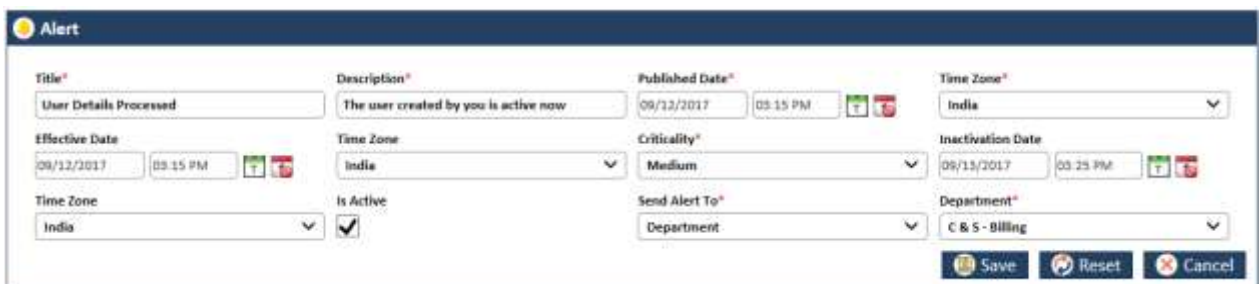 Alert
Title* Description* Published Date* Time Zone*
User Details Processed The user created by you is active now 09/12/2017 03:15 PM India
Effective Date Time Zone Criticality* Inactivation Date
09/12/2017 03:15 PM India Medium 09/13/2017 03:25 PM
Time Zone Is Active Send Alert To* Department*
India Department C & S - Billing
Save Reset Cancel